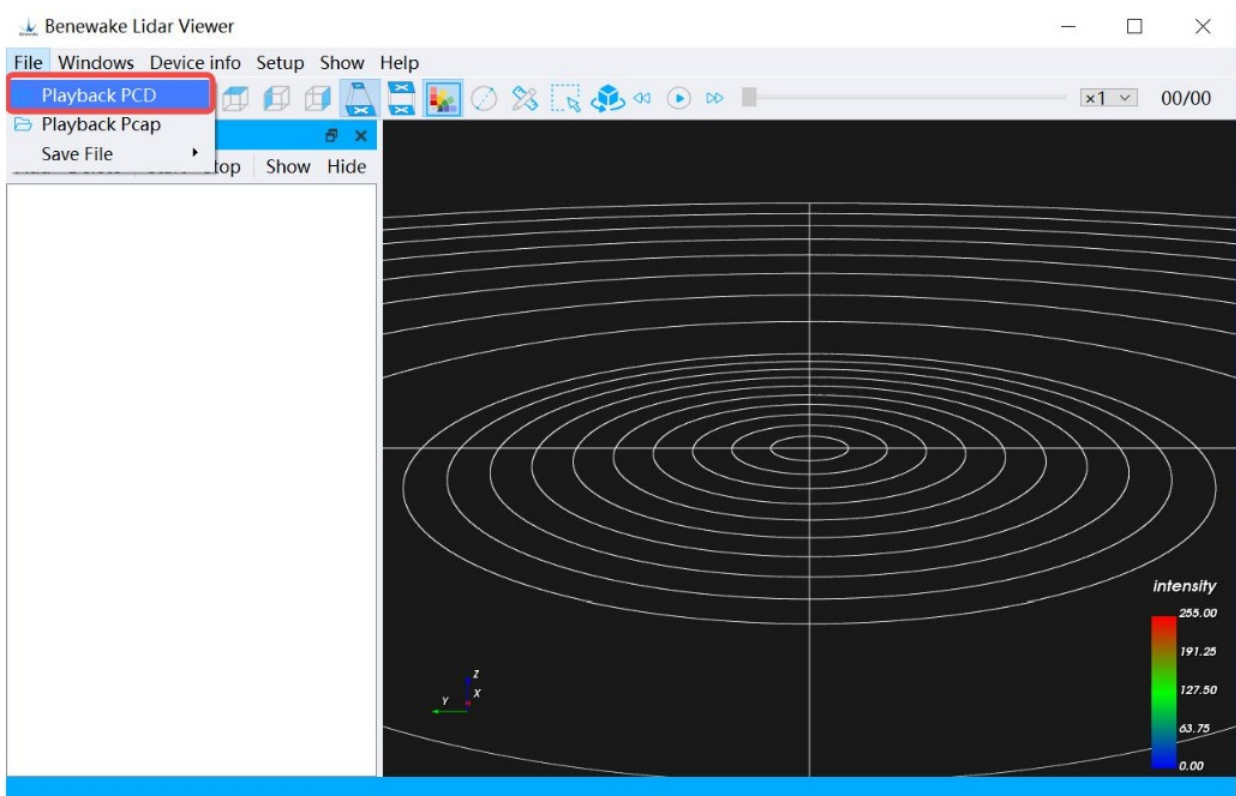 Benewake Lidar Viewer
File Windows Device info Setup Show Help
Playback PCD
×1 00/00
Playback Pcap
Save File
Show Hide
intensity
255.00
191.25
127.50
63.75
0.00
Z
X
Y